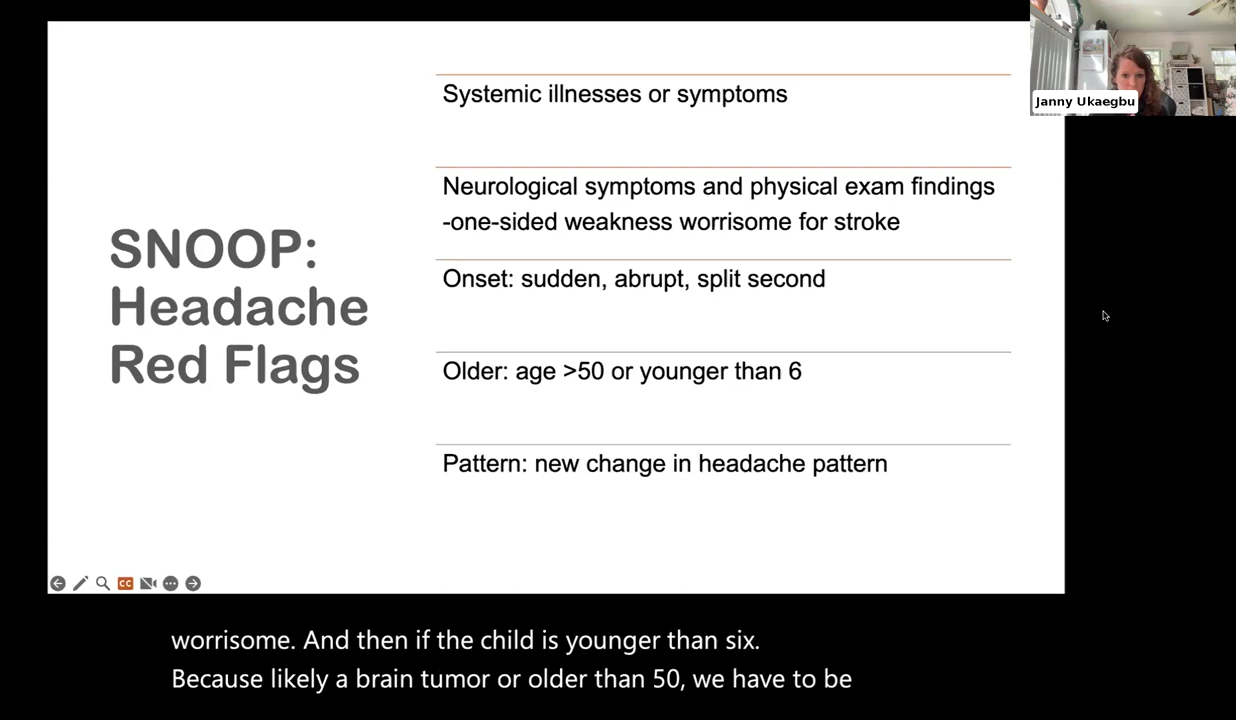 Janny Ukaegbu
SNOOP:
Headache
Red Flags
Systemic illnesses or symptoms
Neurological symptoms and physical exam findings
-one-sided weakness worrisome for stroke
Onset: sudden, abrupt, split second
Older: age >50 or younger than 6
Pattern: new change in headache pattern
CC
worrisome. And then if the child is younger than six.
Because likely a brain tumor or older than 50, we have to be